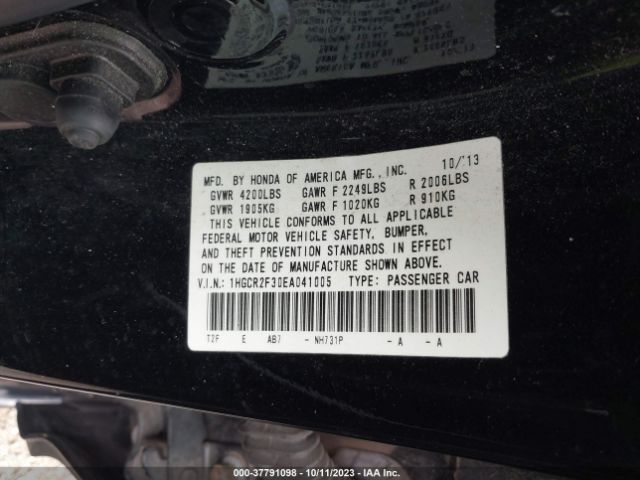 MFD. BY HONDA OF AMERICA MFG., INC. 10/13
GVWR 4200LBS GAWR F 2249LBS R 2006LBS
GVWR 1905KG GAWR F 1020KG R 910KG
THIS VEHICLE CONFORMS TO ALL APPLICABLE
FEDERAL MOTOR VEHICLE SAFETY, BUMPER,
AND THEFT PREVENTION STANDARDS IN EFFECT
ON THE DATE OF MANUFACTURE SHOWN ABOVE.
V.I.N.: 1HGCR2F30EA041005 TYPE: PASSENGER CAR
T2F E AB7 - NH731P - A - A
000-37791098 - 10/11/2023 - IAA Inc.